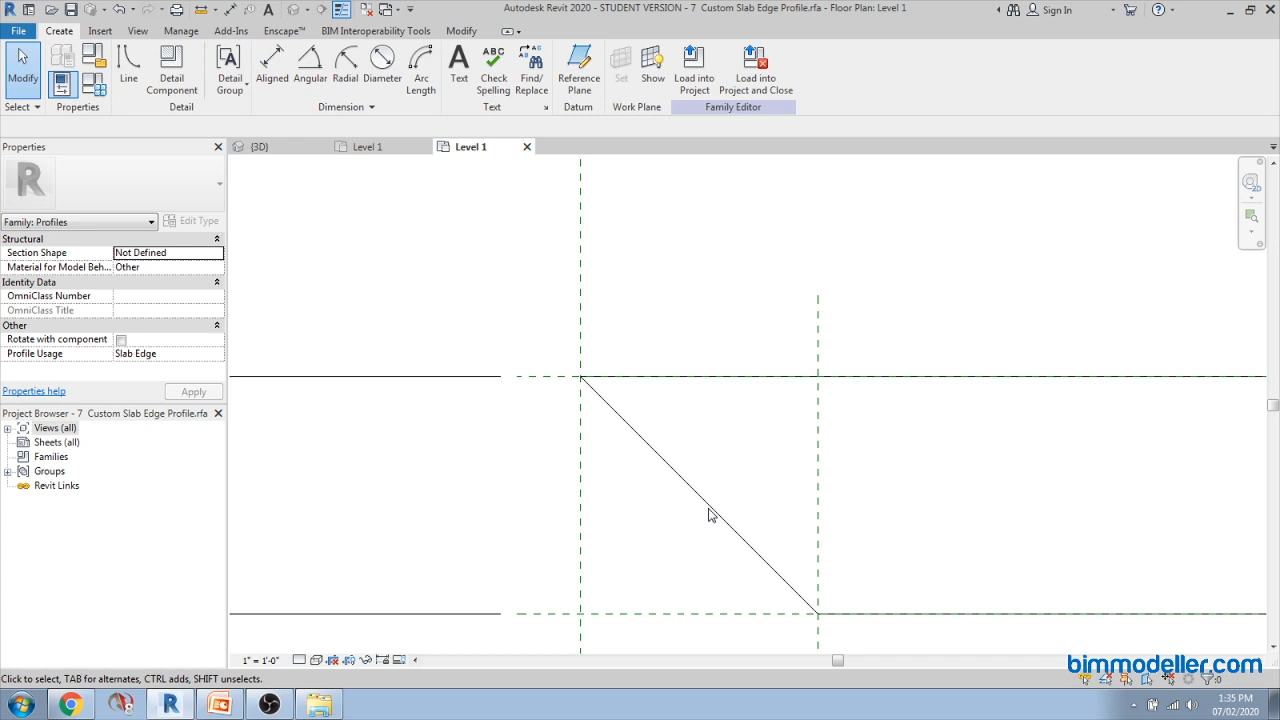 Autodesk Revit 2020 - STUDENT VERSION - 7 Custom Slab Edge Profile.rfa - Floor Plan: Level 1
Sign In
File Create Insert View Manage Add-Ins Enscape™ BIM Interoperability Tools Modify
Modify
Line
Detail Component
Detail Group
Aligned
Angular
Radial
Diameter
Arc Length
Text
Check Spelling
Find/ Replace
Reference Plane
Set
Show
Load into Project
Load into Project and Close
Select Properties Detail Dimension Text Datum Work Plane Family Editor
Properties
{3D} Level 1 Level 1
Family: Profiles Edit Type
Structural
Section Shape Not Defined
Material for Model Beh... Other
Identity Data
OmniClass Number
OmniClass Title
Other
Rotate with component
Profile Usage Slab Edge
Properties help Apply
Project Browser - 7 Custom Slab Edge Profile.rfa
Views (all)
Sheets (all)
Families
Groups
Revit Links
1" = 1'-0"
bimmodeller.com
Click to select, TAB for alternates, CTRL adds, SHIFT unselects.
:0
1:35 PM
07/02/2020